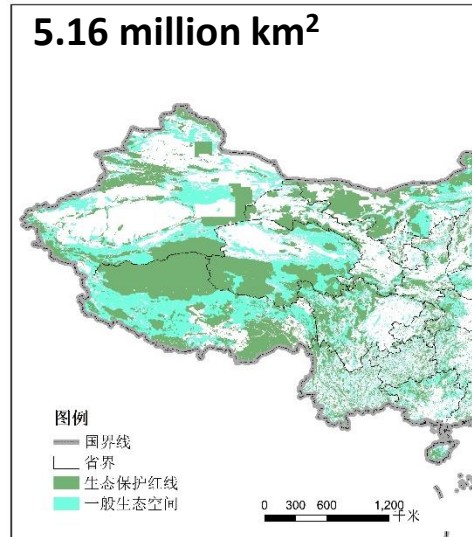 5.16 million km²
图例
国界线
省界
生态保护红线
一般生态空间
0 300 600 1,200
千米